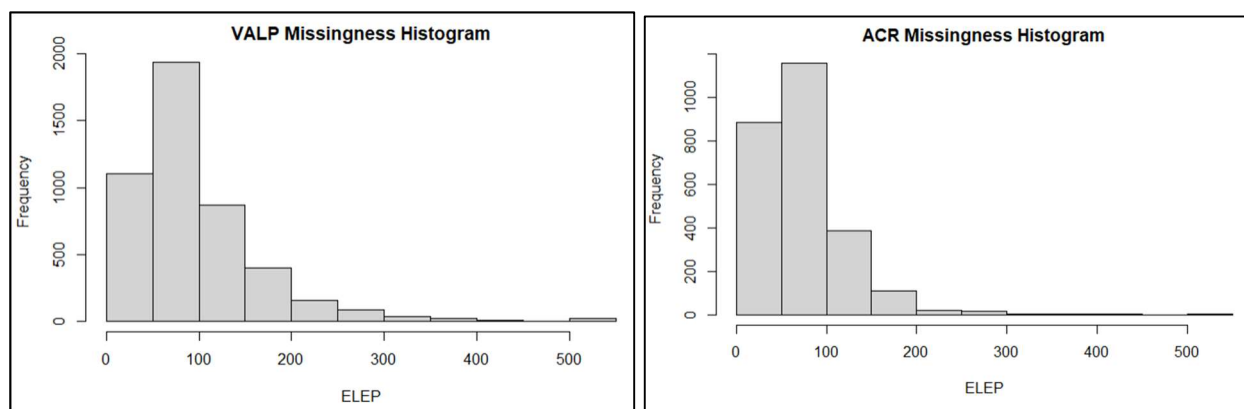 VALP Missingness Histogram
Frequency
2000
1500
1000
500
0
0 100 200 300 400 500
ELEP
ACR Missingness Histogram
Frequency
1000
800
600
400
200
0
0 100 200 300 400 500
ELEP